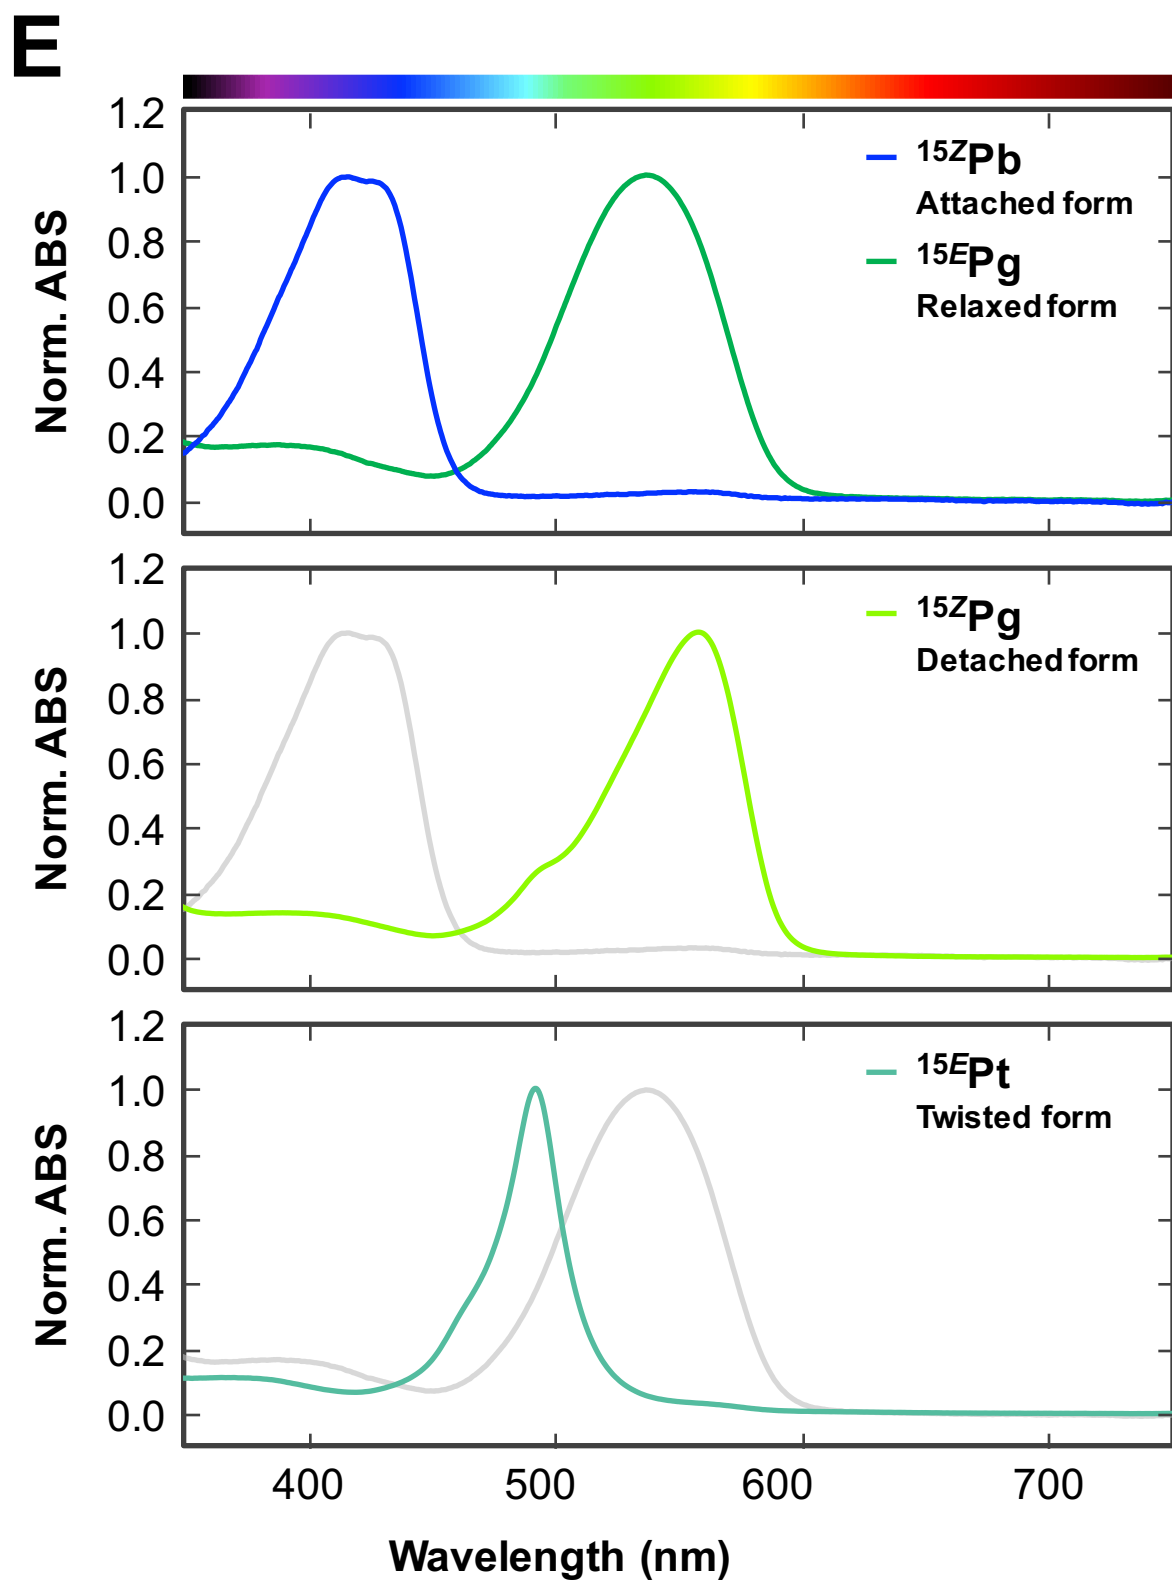 E
1.2
1.0
0.8
0.6
0.4
0.2
0.0
Norm. ABS
15ZPb
Attached form
15EPg
Relaxed form
1.2
1.0
0.8
0.6
0.4
0.2
0.0
Norm. ABS
15ZPg
Detached form
1.2
1.0
0.8
0.6
0.4
0.2
0.0
Norm. ABS
15EPt
Twisted form
400 500 600 700
Wavelength (nm)